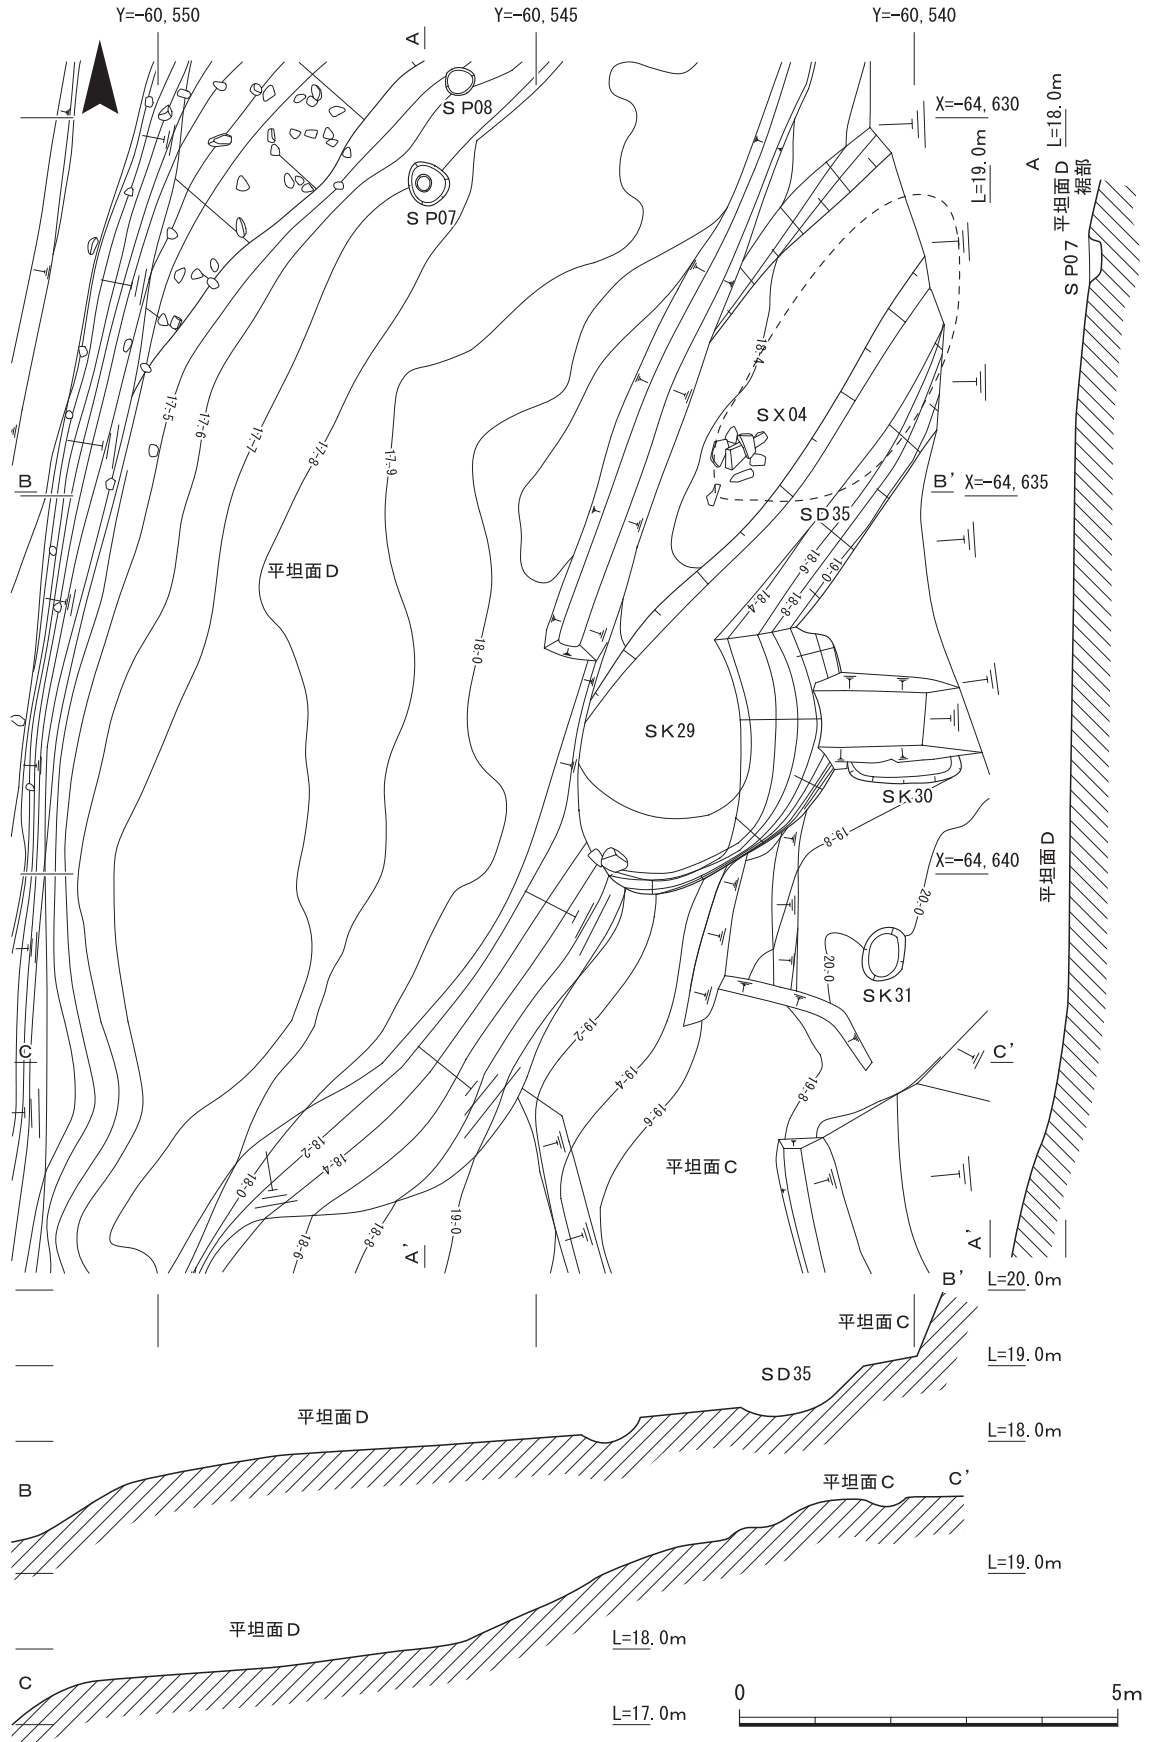 Y=-60,550
Y=-60,545
Y=-60,540
A
SP08
SP07
X=-64,630
L=19.0m
L=18.0m
A
平坦面D
裾部
SP07
17.5
17.6
17.7
17.8
17.9
18.0
18.4
SX04
B
B'
X=-64,635
SD35
平坦面D
18.4
18.6
18.8
19.0
SK29
SK30
19.8
X=-64,640
20.0
平坦面D
20.0
SK31
C
C'
19.2
19.4
19.6
19.8
平坦面C
18.0
18.2
18.4
18.6
18.8
19.0
A'
A'
B'
L=20.0m
平坦面C
L=19.0m
SD35
平坦面D
L=18.0m
B
平坦面C
C'
L=19.0m
平坦面D
L=18.0m
C
L=17.0m
0
5m